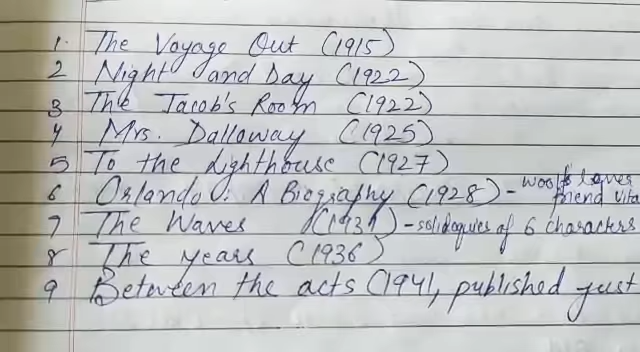 1. The Voyage Out (1915)
2 Night and Day (1922)
3 The Jacob's Room (1922)
4 Mrs. Dalloway (1925)
5 To the Lighthouse (1927)
6 Orlando: A Biography (1928) - Woolf's lover friend Vita
7 The Waves (1931) - solidoquies of 6 characters
8 The years (1936)
9 Between the acts (1941, published just